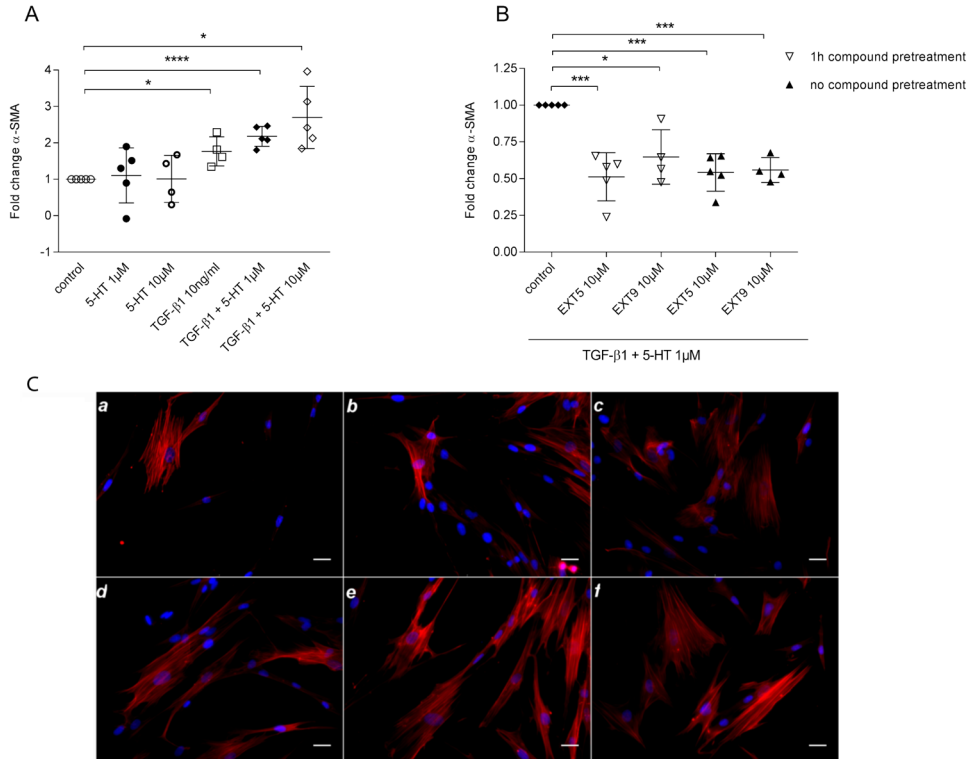 A
*
****
*
Fold change α-SMA
4
3
2
1
0
-1
control
5-HT 1μM
5-HT 10μM
TGF-β1 10ng/ml
TGF-β1 + 5-HT 1μM
TGF-β1 + 5-HT 10μM
B
***
***
*
***
1h compound pretreatment
no compound pretreatment
Fold change α-SMA
1.25
1.00
0.75
0.50
0.25
0.00
control
EXT5 10μM
EXT9 10μM
EXT5 10μM
EXT9 10μM
TGF-β1 + 5-HT 1μM
C
a
b
c
d
e
f